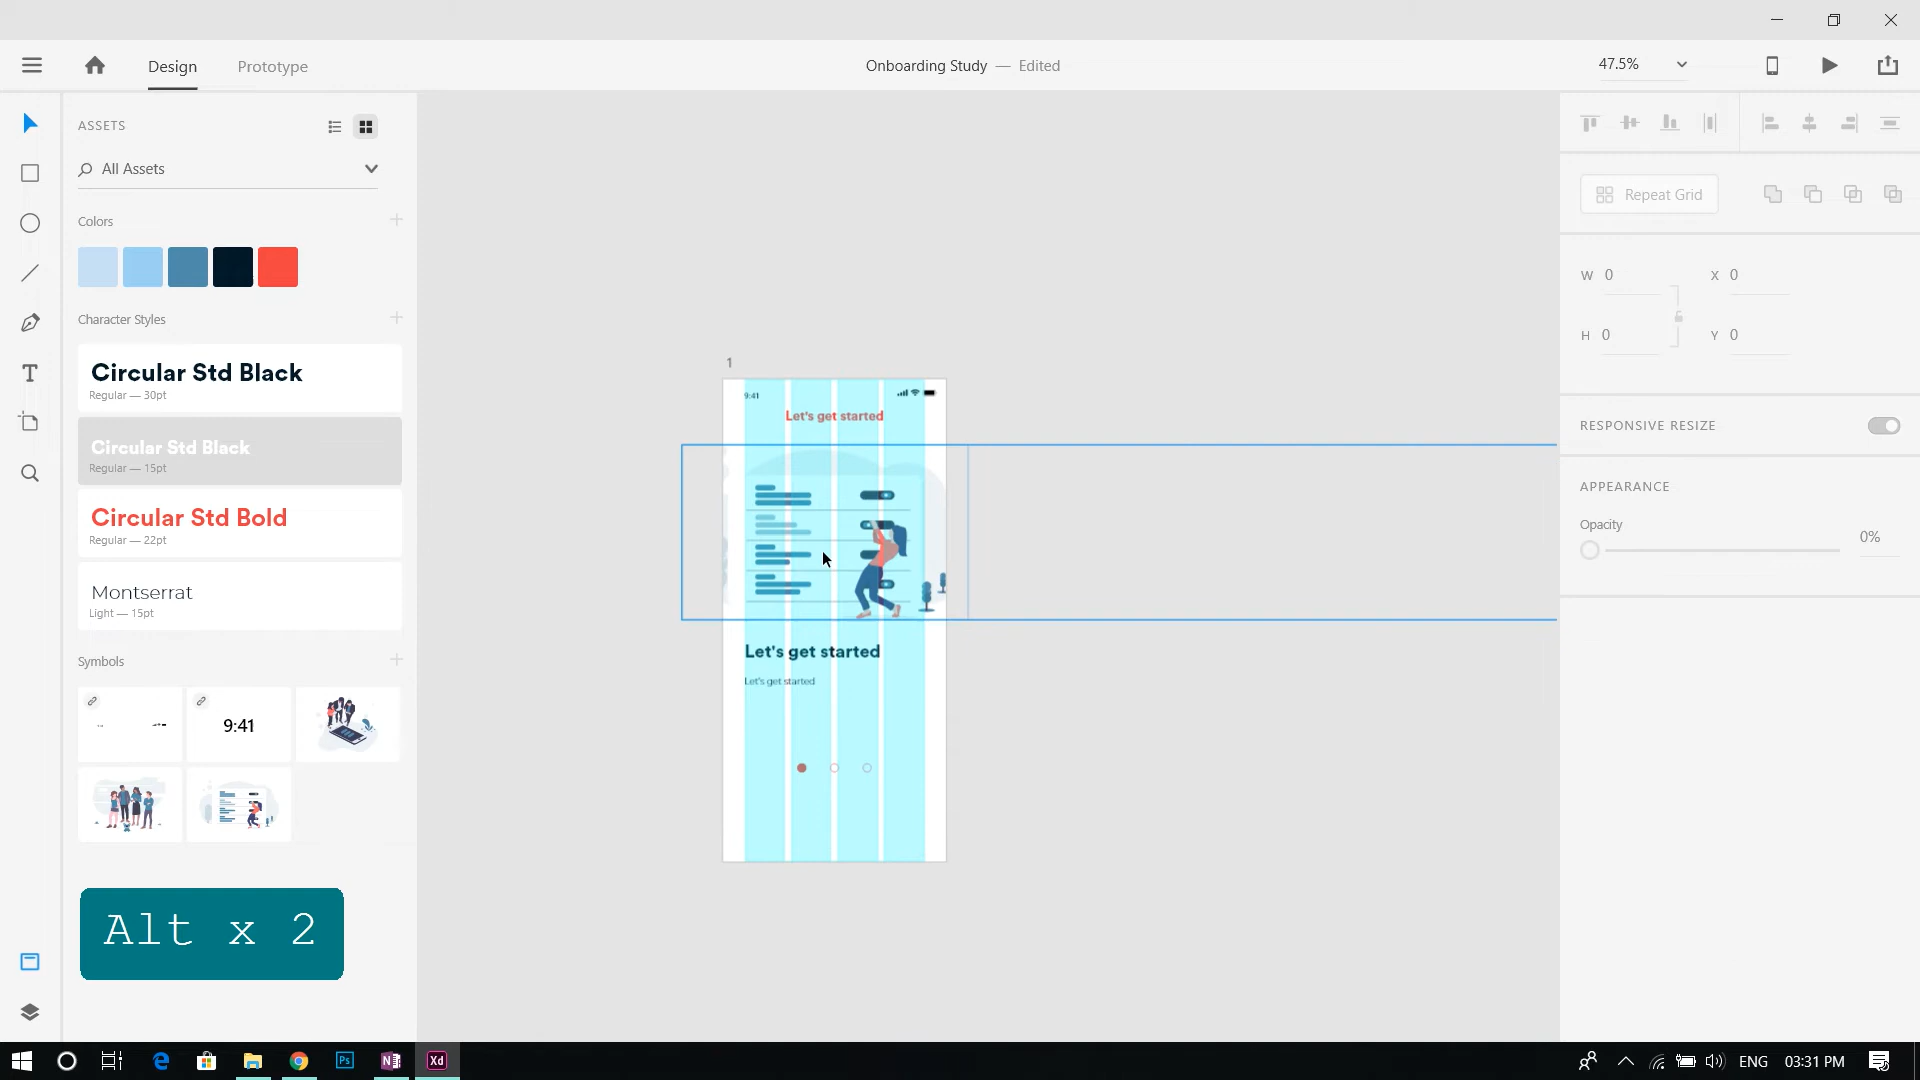 Design
Prototype
Onboarding Study — Edited
47.5%
ASSETS
All Assets
Colors
Character Styles
Circular Std Black
Regular — 30pt
Circular Std Black
Regular — 15pt
Circular Std Bold
Regular — 22pt
Montserrat
Light — 15pt
Symbols
9:41
Alt x 2
1
9:41
Let's get started
Let's get started
Let's get started
Repeat Grid
W 0
X 0
H 0
Y 0
RESPONSIVE RESIZE
APPEARANCE
Opacity
0%
Ps
N
Xd
ENG
03:31 PM